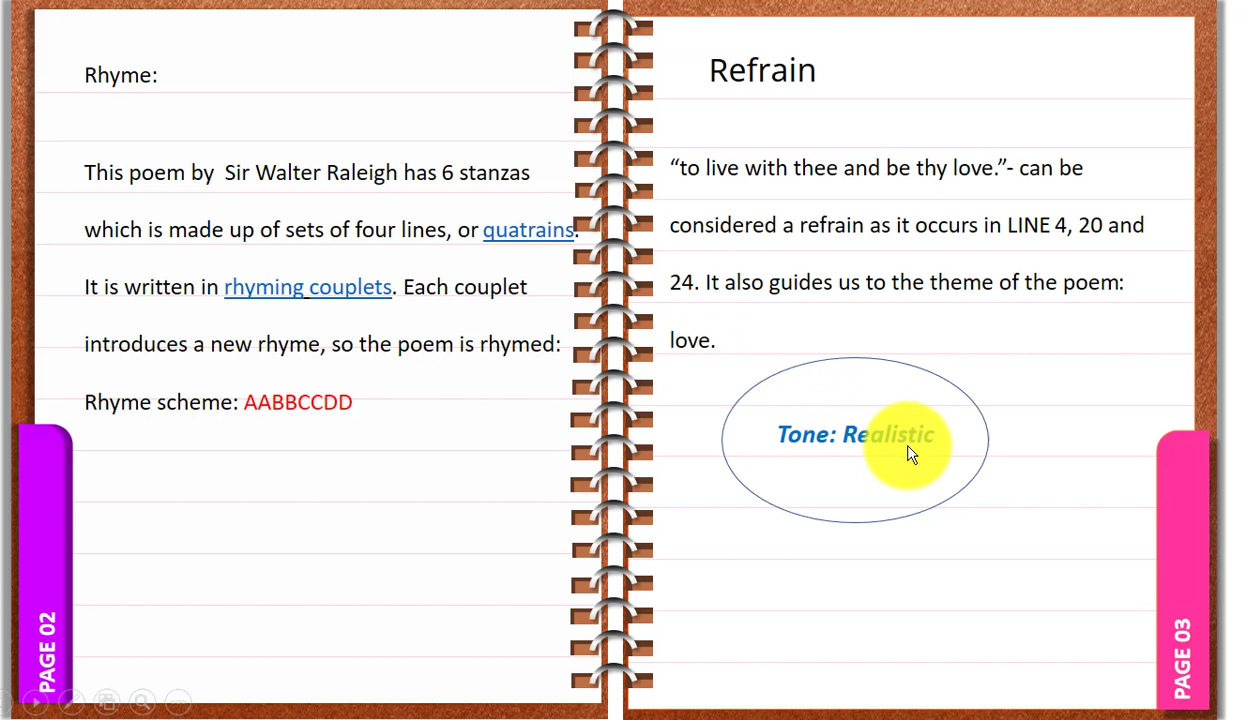 Rhyme:
This poem by  Sir Walter Raleigh has 6 stanzas
which is made up of sets of four lines, or quatrains.
It is written in rhyming couplets. Each couplet
introduces a new rhyme, so the poem is rhymed:
Rhyme scheme: AABBCCDD
PAGE 02
Refrain
“to live with thee and be thy love.”- can be
considered a refrain as it occurs in LINE 4, 20 and
24. It also guides us to the theme of the poem:
love.
Tone: Realistic
PAGE 03